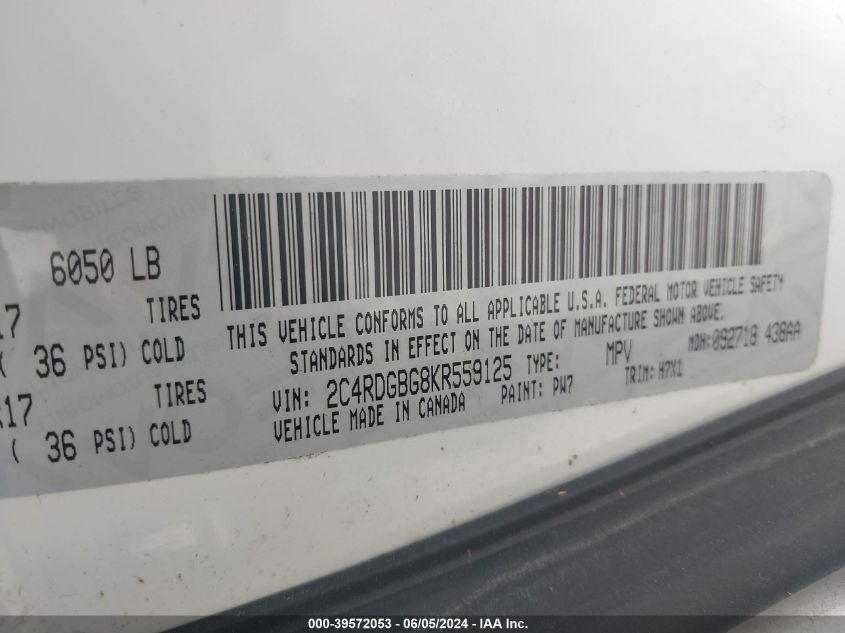 6050 LB
17 TIRES
( 36 PSI) COLD
17 TIRES
( 36 PSI) COLD
THIS VEHICLE CONFORMS TO ALL APPLICABLE U.S.A. FEDERAL MOTOR VEHICLE SAFETY
STANDARDS IN EFFECT ON THE DATE OF MANUFACTURE SHOWN ABOVE.
VIN: 2C4RDGBG8KR559125 TYPE: MPV MDH: 092718 438AA
VEHICLE MADE IN CANADA PAINT: PW7 TRIM: H7X1
000-39572053 - 06/05/2024 - IAA Inc.